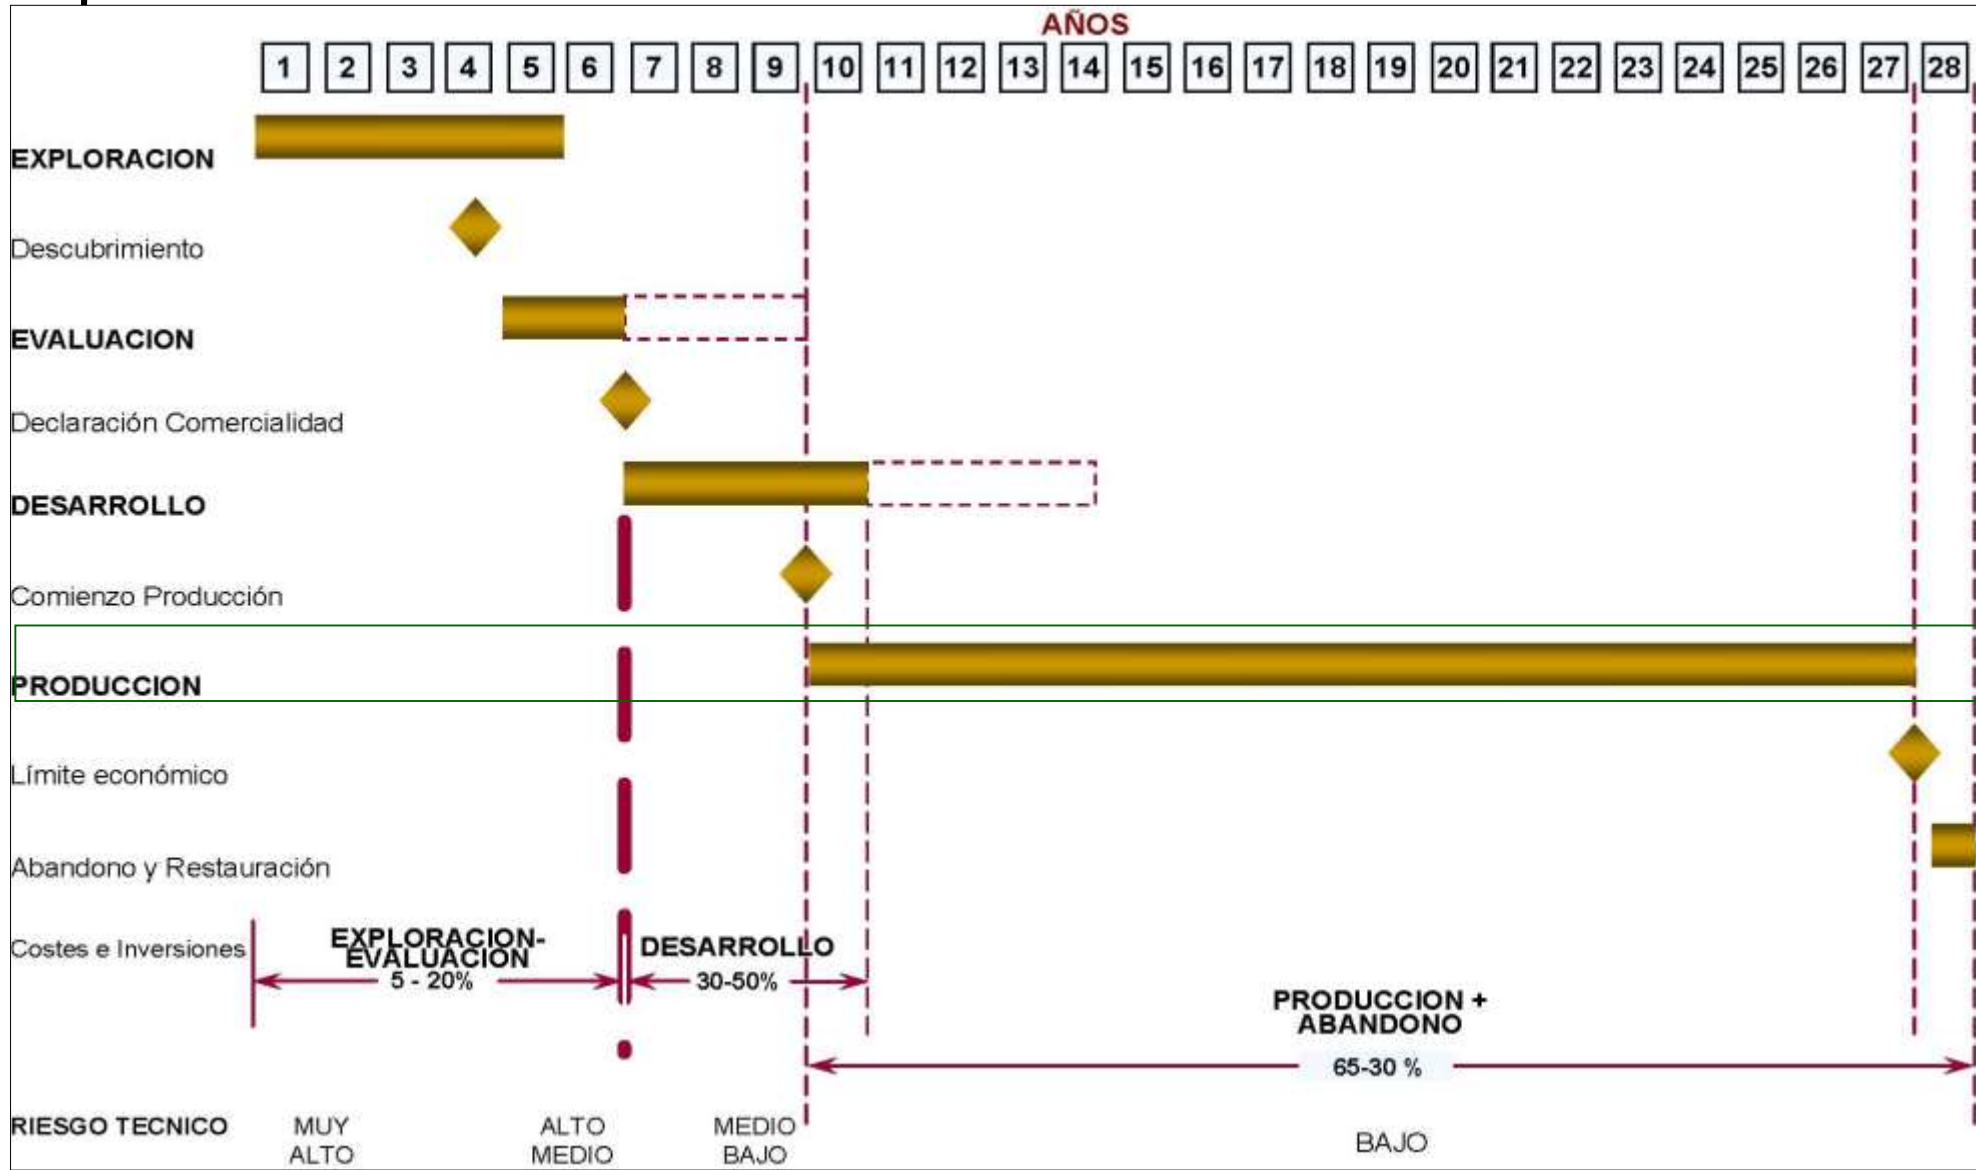 AÑOS
1 2 3 4 5 6 7 8 9 10 11 12 13 14 15 16 17 18 19 20 21 22 23 24 25 26 27 28
EXPLORACION
Descubrimiento
EVALUACION
Declaración Comercialidad
DESARROLLO
Comienzo Producción
PRODUCCION
Límite económico
Abandono y Restauración
Costes e Inversiones
EXPLORACION-
EVALUACION
5 - 20%
DESARROLLO
30-50%
PRODUCCION +
ABANDONO
65-30 %
RIESGO TECNICO
MUY
ALTO
ALTO
MEDIO
MEDIO
BAJO
BAJO